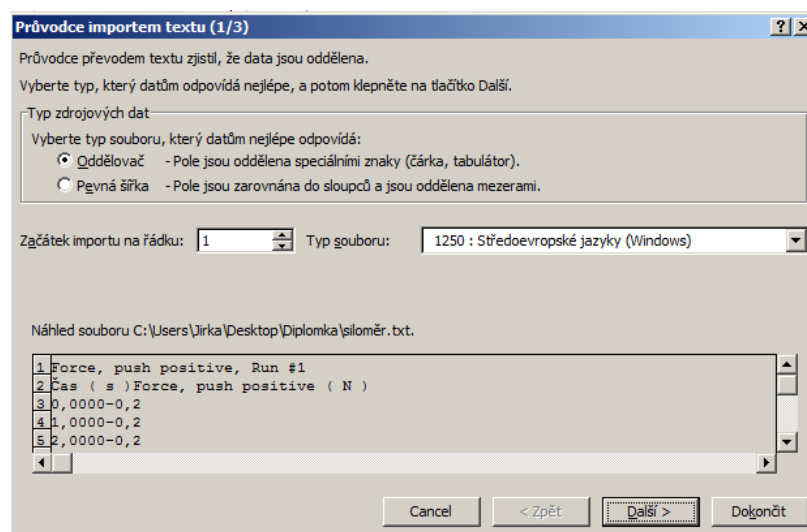 Průvodce importem textu (1/3)
Průvodce převodem textu zjistil, že data jsou oddělena.
Vyberte typ, který datům odpovídá nejlépe, a potom klepněte na tlačítko Další.
Typ zdrojových dat
Vyberte typ souboru, který datům nejlépe odpovídá:
Oddělovač - Pole jsou oddělena speciálními znaky (čárka, tabulátor).
Pevná šířka - Pole jsou zarovnána do sloupců a jsou oddělena mezerami.
Začátek importu na řádku: 1 Typ souboru: 1250 : Středoevropské jazyky (Windows)
Náhled souboru C:\Users\Jirka\Desktop\Diplomka\siloměr.txt.
1 Force, push positive, Run #1
2 Čas ( s )Force, push positive ( N )
3 0,0000-0,2
4 1,0000-0,2
5 2,0000-0,2
Cancel < Zpět Další > Dokončit